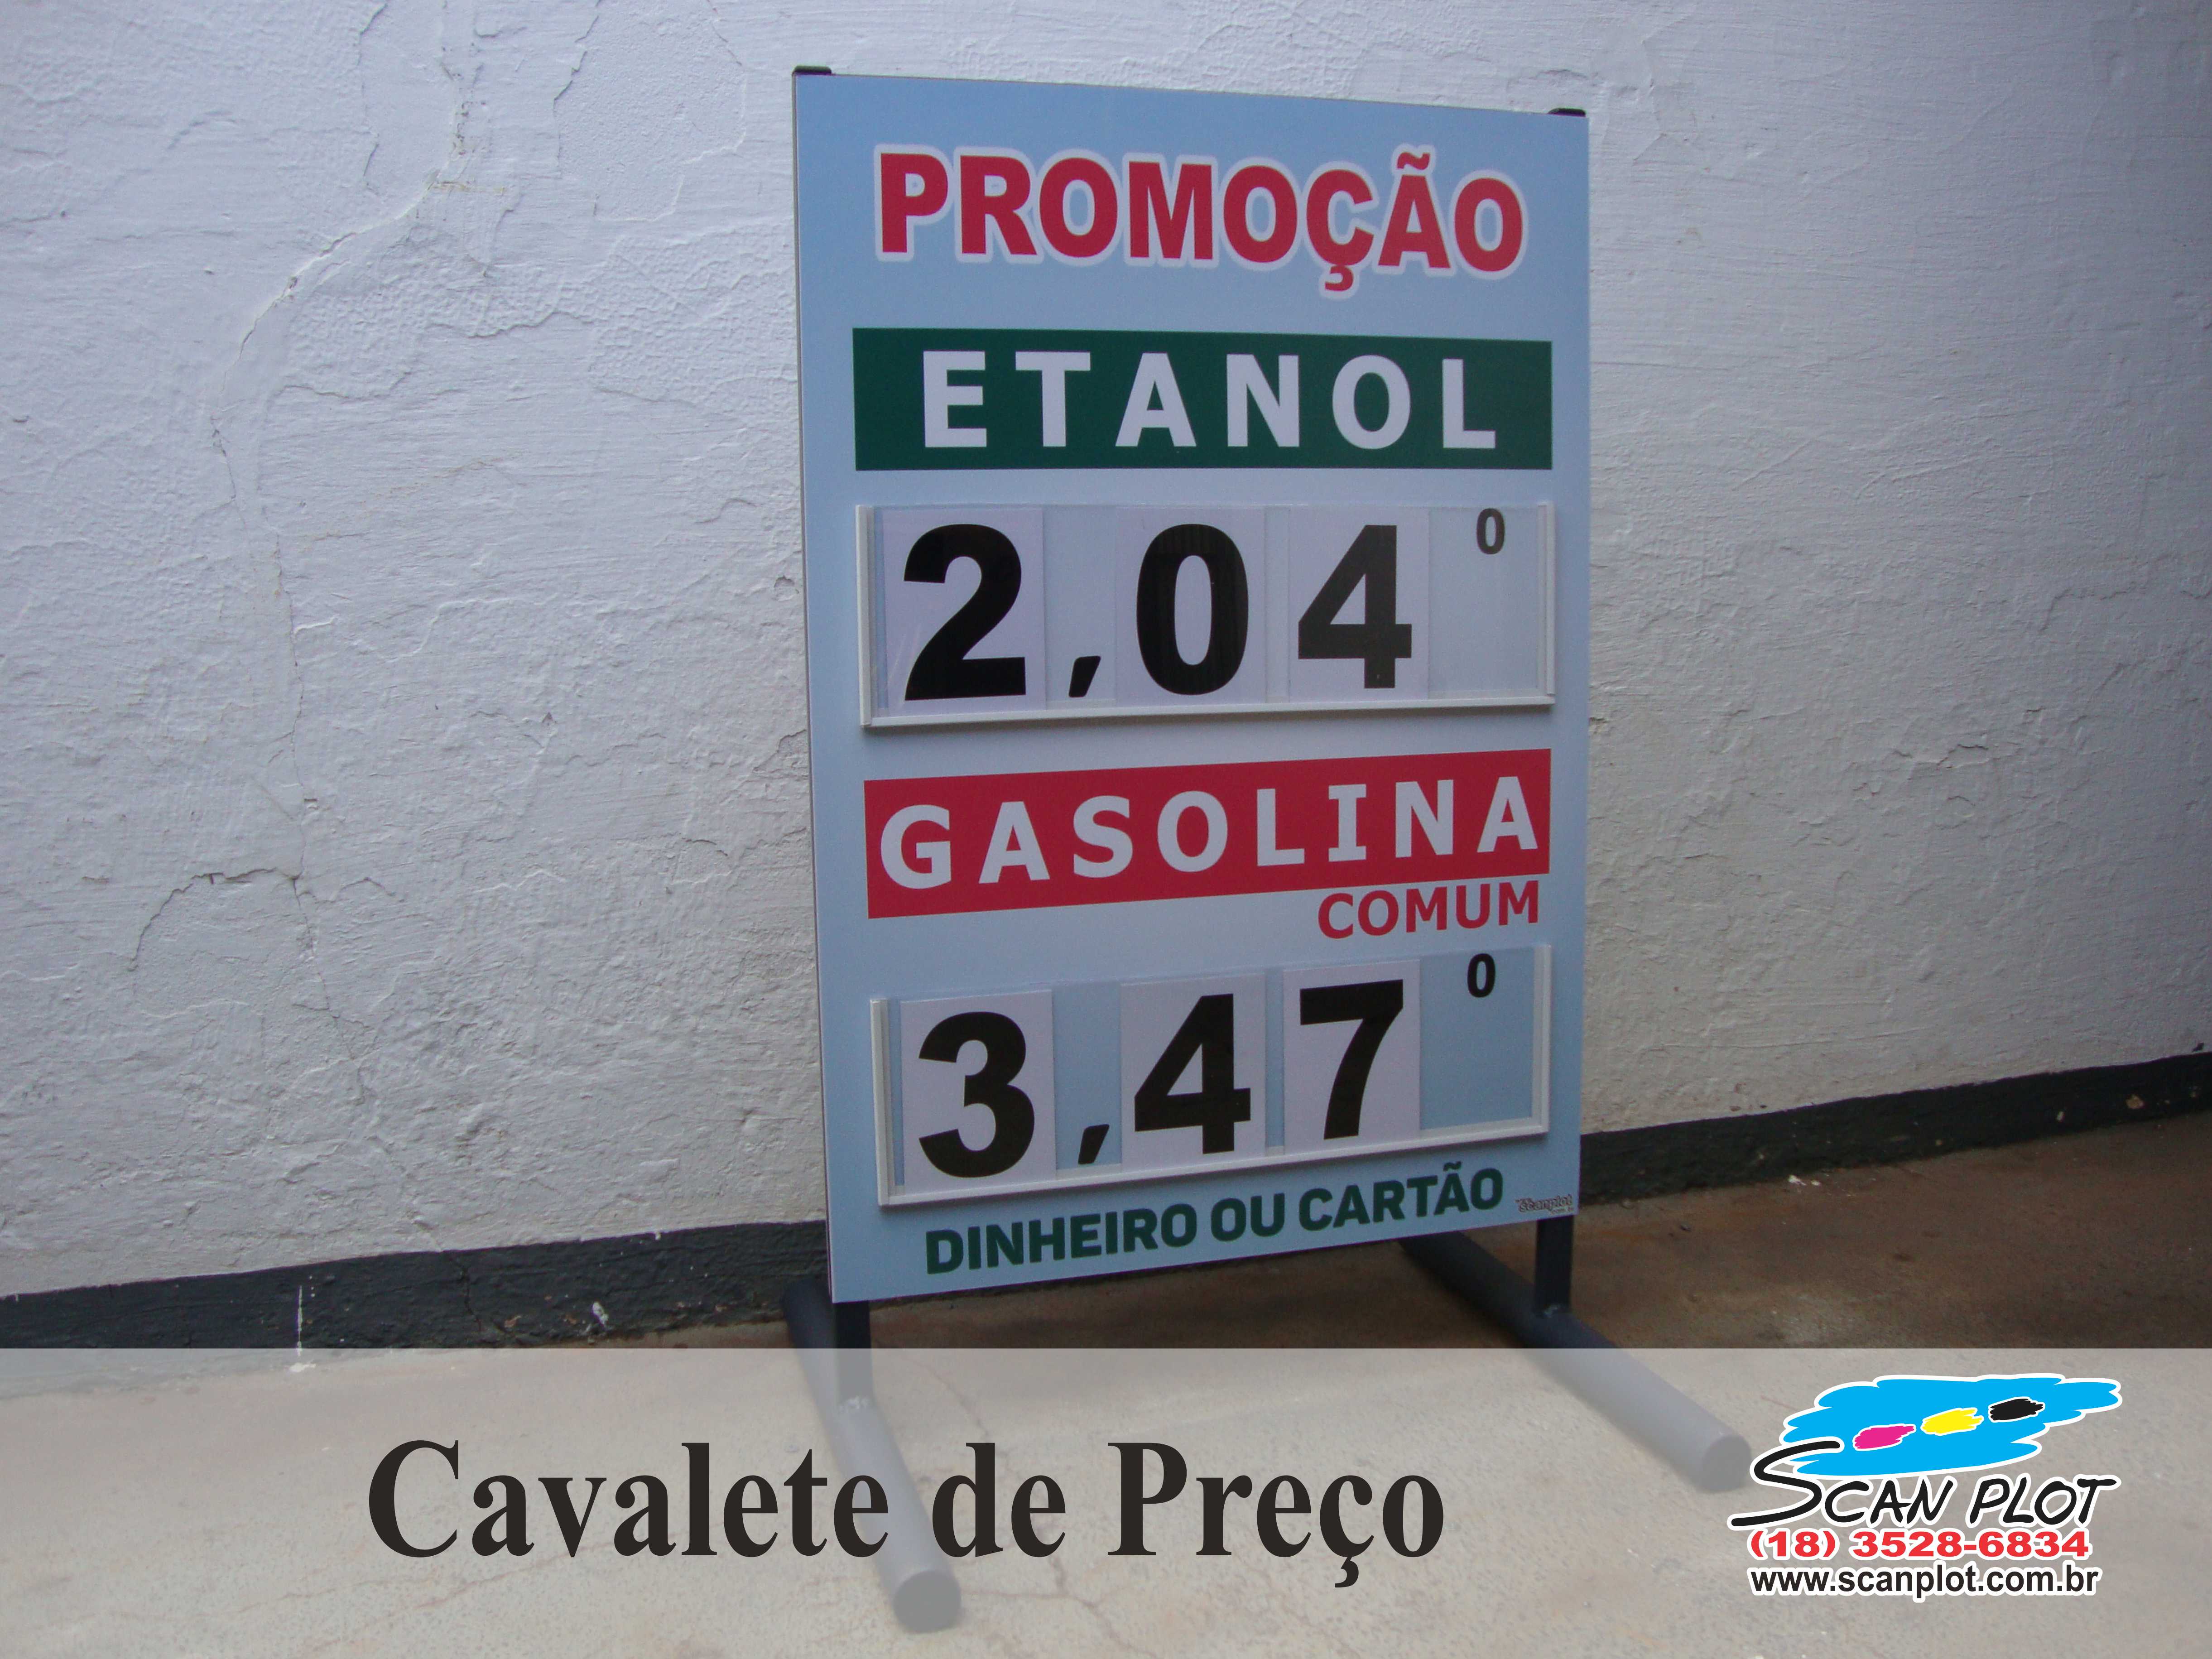 PROMOÇÃO
ETANOL
2,04 0
GASOLINA
COMUM
3,47 0
DINHEIRO OU CARTÃO
Scanplot
Cavalete de Preço
SCAN PLOT
(18) 3528-6834
www.scanplot.com.br